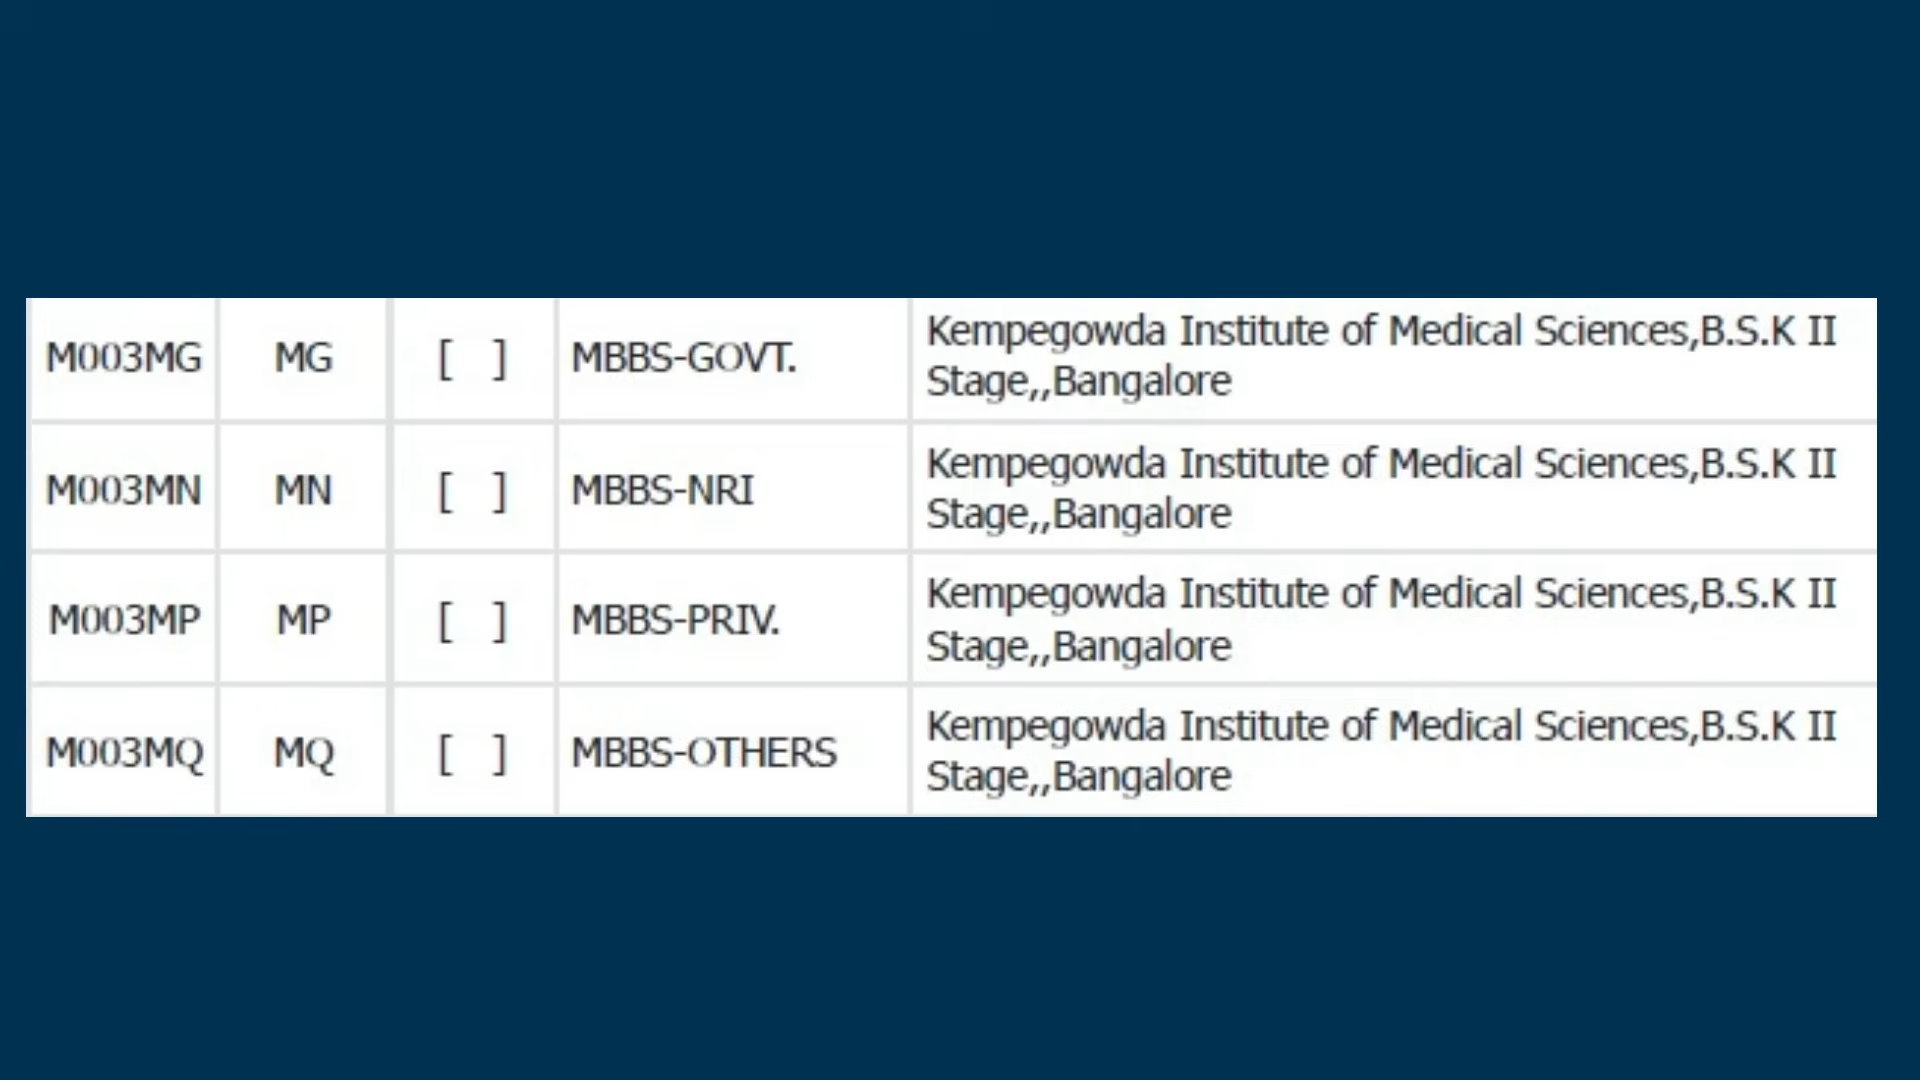 M003MG MG [ ] MBBS-GOVT. Kempegowda Institute of Medical Sciences,B.S.K II
Stage,,Bangalore
M003MN MN [ ] MBBS-NRI Kempegowda Institute of Medical Sciences,B.S.K II
Stage,,Bangalore
M003MP MP [ ] MBBS-PRIV. Kempegowda Institute of Medical Sciences,B.S.K II
Stage,,Bangalore
M003MQ MQ [ ] MBBS-OTHERS Kempegowda Institute of Medical Sciences,B.S.K II
Stage,,Bangalore